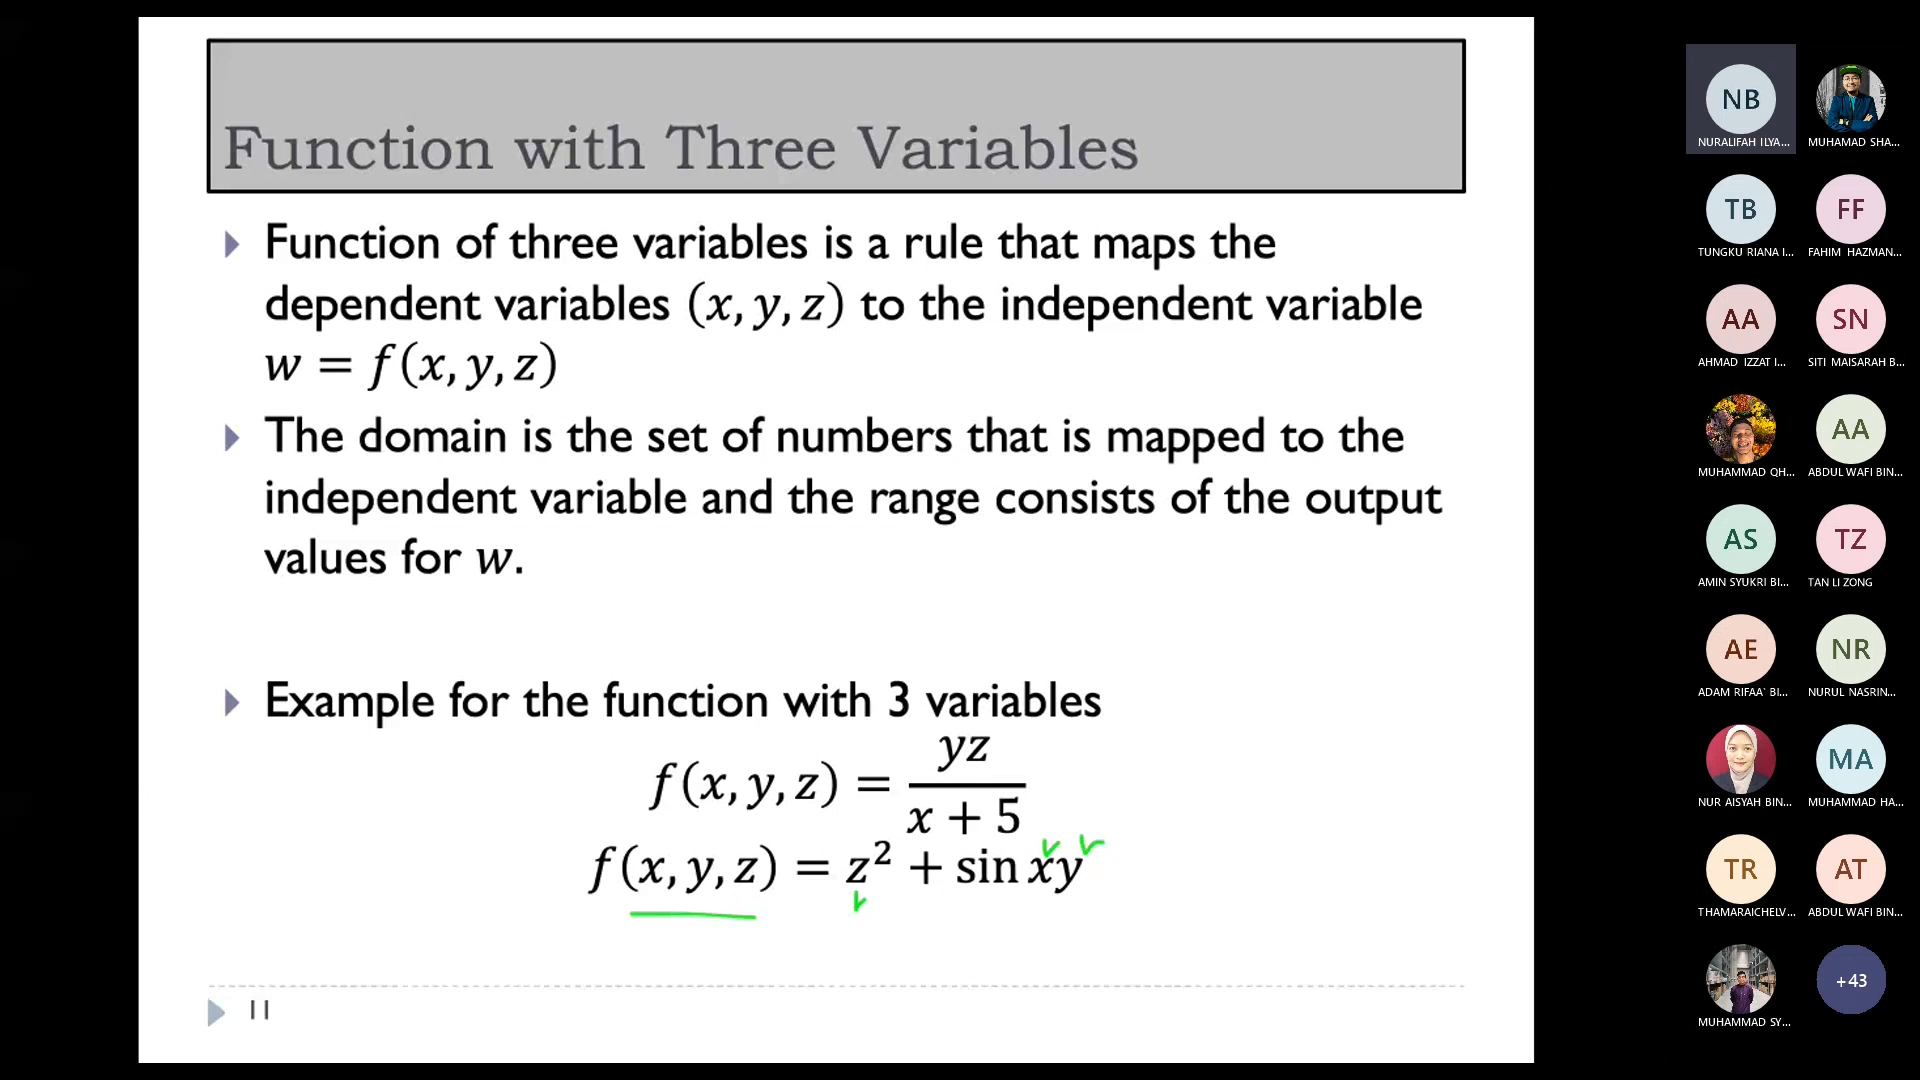 Function with Three Variables
Function of three variables is a rule that maps the
dependent variables (x, y, z) to the independent variable
w = f(x, y, z)
The domain is the set of numbers that is mapped to the
independent variable and the range consists of the output
values for w.
Example for the function with 3 variables
f(x, y, z) = yz / x + 5
f(x, y, z) = z² + sin xy
11
NB
NURALIFAH ILYA...
MUHAMAD SHA...
TB
TUNGKU RIANA I...
FF
FAHIM HAZMAN...
AA
AHMAD IZZAT I...
SN
SITI MAISARAH B...
MUHAMMAD QH...
AA
ABDUL WAFI BIN...
AS
AMIN SYUKRI BI...
TZ
TAN LI ZONG
AE
ADAM RIFAA` BI...
NR
NURUL NASRIN...
NUR AISYAH BIN...
MA
MUHAMMAD HA...
TR
THAMARAICHELV...
AT
ABDUL WAFI BIN...
MUHAMMAD SY...
+43